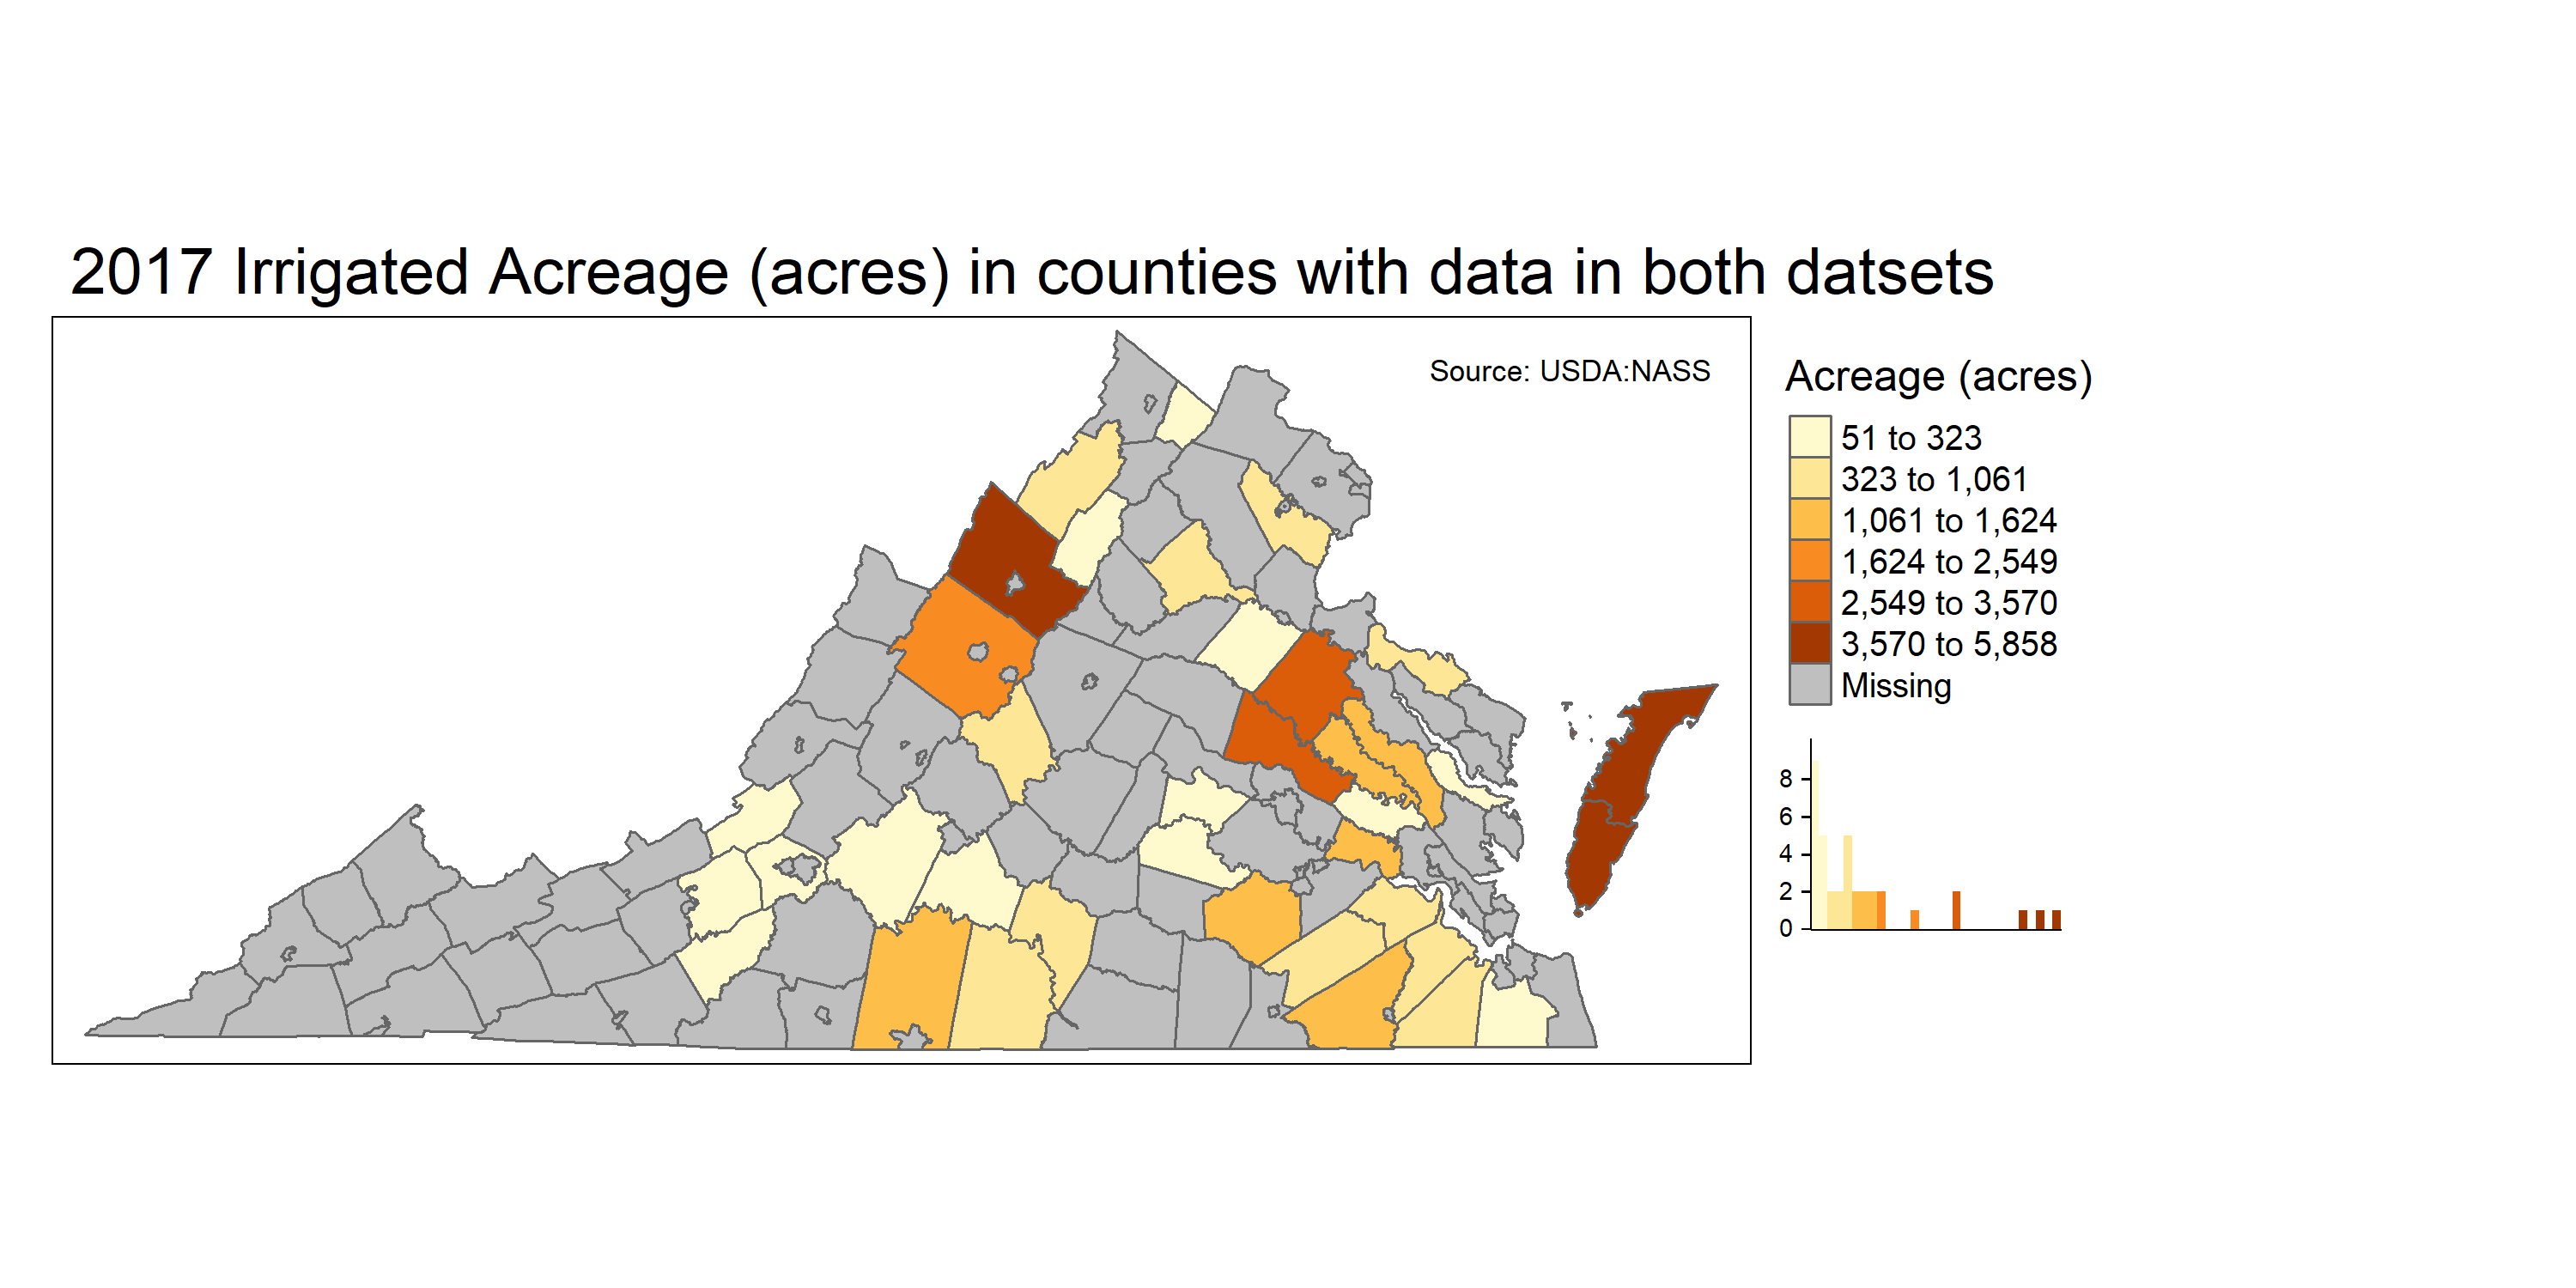 2017 Irrigated Acreage (acres) in counties with data in both datsets
Source: USDA:NASS
Acreage (acres)
51 to 323
323 to 1,061
1,061 to 1,624
1,624 to 2,549
2,549 to 3,570
3,570 to 5,858
Missing
8
6
4
2
0